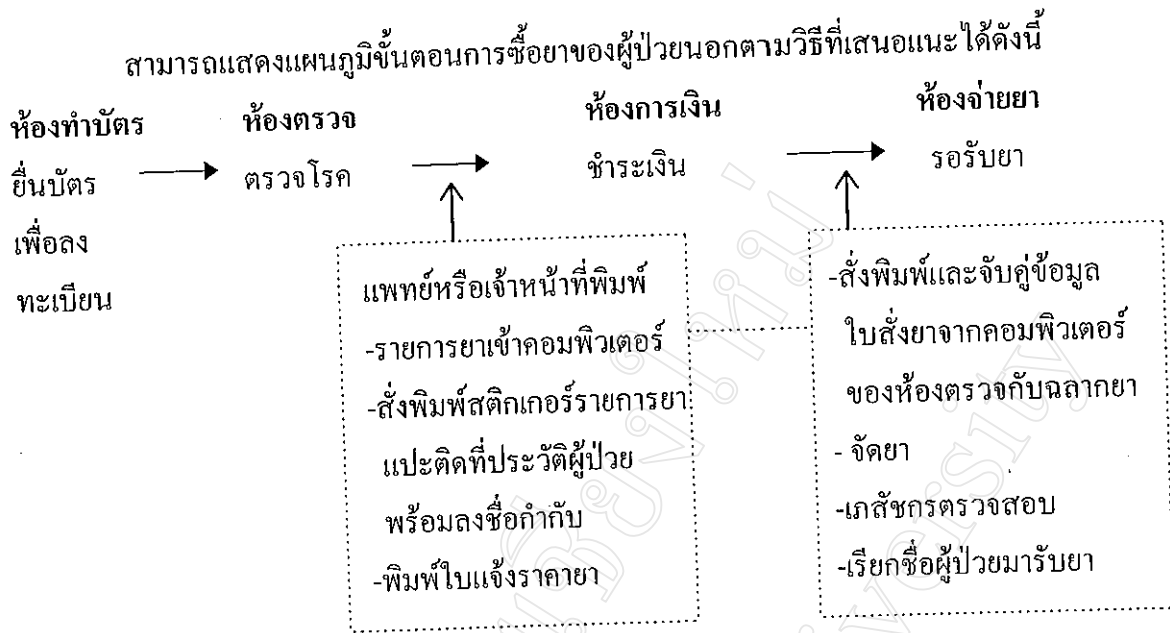 สามารถแสดงแผนภูมิขั้นตอนการซื้อยาของผู้ป่วยนอกตามวิธีที่เสนอแนะได้ดังนี้
ห้องทำบัตร
ยื่นบัตร
เพื่อลง
ทะเบียน
ห้องตรวจ
ตรวจโรค
ห้องการเงิน
ชำระเงิน
ห้องจ่ายยา
รอรับยา
แพทย์หรือเจ้าหน้าที่พิมพ์
-รายการยาเข้าคอมพิวเตอร์
-สั่งพิมพ์สติกเกอร์รายการยา
แปะติดที่ประวัติผู้ป่วย
พร้อมลงชื่อกำกับ
-พิมพ์ใบแจ้งราคายา
-สั่งพิมพ์และจับคู่ข้อมูล
ใบสั่งยาจากคอมพิวเตอร์
ของห้องตรวจกับฉลากยา
- จัดยา
-เภสัชกรตรวจสอบ
-เรียกชื่อผู้ป่วยมารับยา